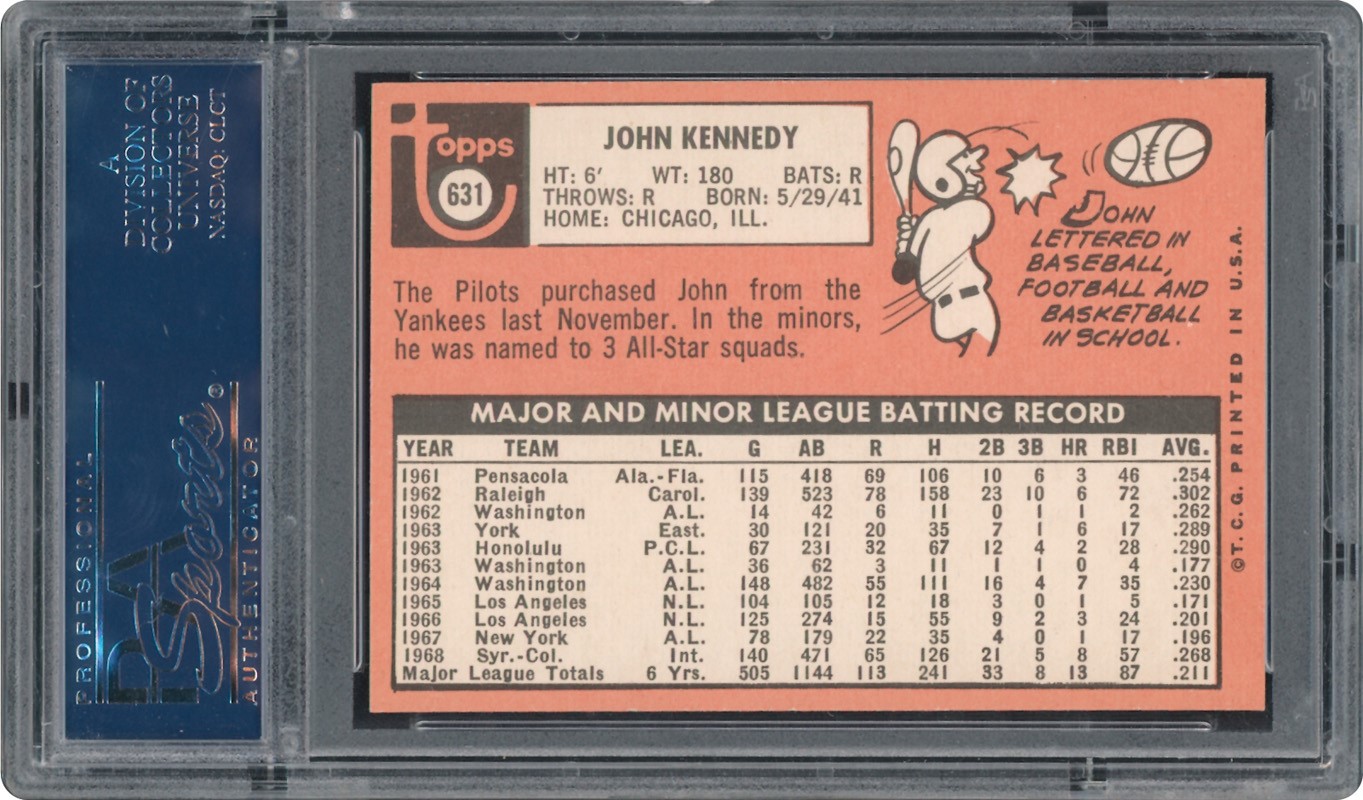 A
DIVISION OF
COLLECTORS
UNIVERSE
NASDAQ: CLCT
PROFESSIONAL
PSA
Sports®
AUTHENTICATOR
topps
631
JOHN KENNEDY
HT: 6' WT: 180 BATS: R
THROWS: R BORN: 5/29/41
HOME: CHICAGO, ILL.
The Pilots purchased John from the
Yankees last November. In the minors,
he was named to 3 All-Star squads.
JOHN
LETTERED IN
BASEBALL,
FOOTBALL AND
BASKETBALL
IN SCHOOL.
MAJOR AND MINOR LEAGUE BATTING RECORD
YEAR TEAM LEA. G AB R H 2B 3B HR RBI AVG.
1961 Pensacola Ala.-Fla. 115 418 69 106 10 6 3 46 .254
1962 Raleigh Carol. 139 523 78 158 23 10 6 72 .302
1962 Washington A.L. 14 42 6 11 0 1 1 2 .262
1963 York East. 30 121 20 35 7 1 6 17 .289
1963 Honolulu P.C.L. 67 231 32 67 12 4 2 28 .290
1963 Washington A.L. 36 62 3 11 1 1 0 4 .177
1964 Washington A.L. 148 482 55 111 16 4 7 35 .230
1965 Los Angeles N.L. 104 105 12 18 3 0 1 5 .171
1966 Los Angeles N.L. 125 274 15 55 9 2 3 24 .201
1967 New York A.L. 78 179 22 35 4 0 1 17 .196
1968 Syr.-Col. Int. 140 471 65 126 21 5 8 57 .268
Major League Totals 6 Yrs. 505 1144 113 241 33 8 13 87 .211
©T. C. G. PRINTED IN U.S.A.